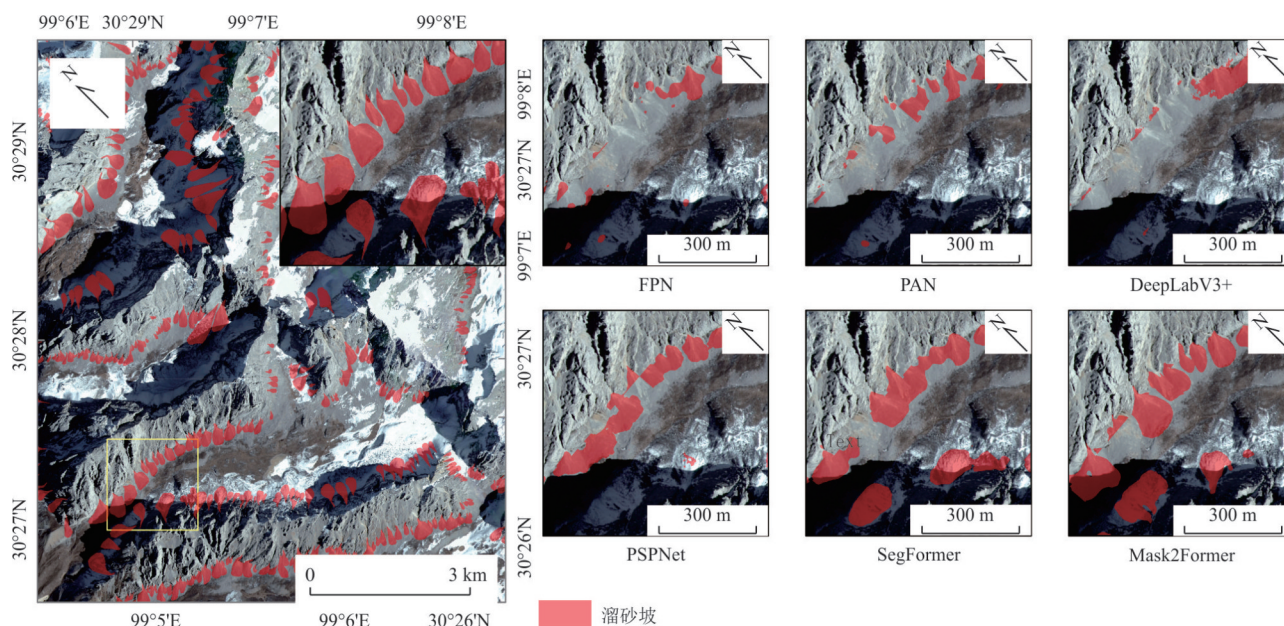 99°6'E 30°29'N 99°7'E 99°8'E
N
30°29'N
30°28'N
30°27'N
0 3 km
99°5'E 99°6'E 30°26'N
99°8'E
30°27'N
99°7'E
30°27'N
30°26'N
N
300 m
FPN
N
300 m
PAN
N
300 m
DeepLabV3+
N
300 m
PSPNet
N
300 m
SegFormer
N
300 m
Mask2Former
溜砂坡